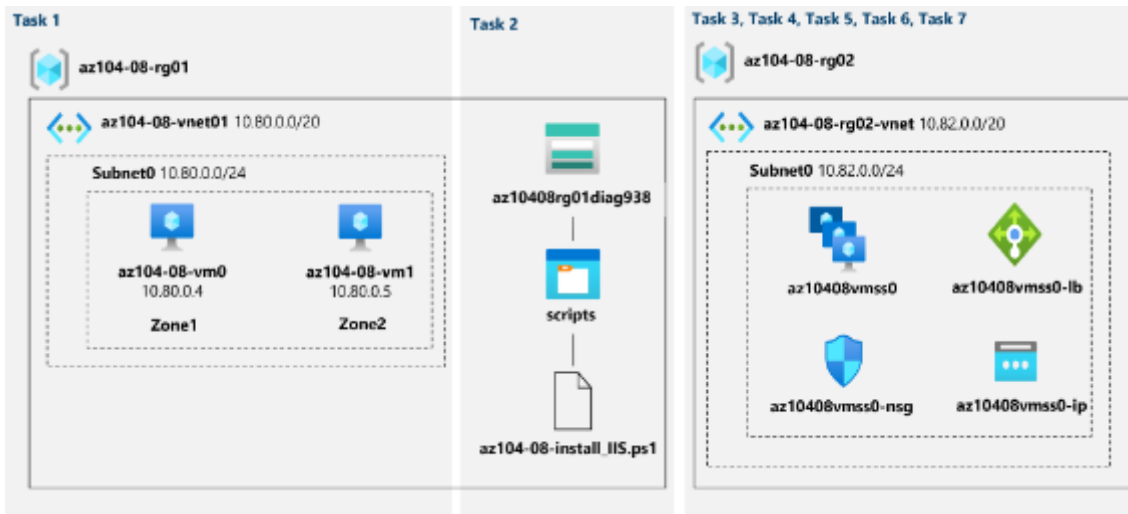 Task 1
az104-08-rg01
az104-08-vnet01 10.80.0.0/20
Subnet0 10.80.0.0/24
az104-08-vm0
10.80.0.4
Zone1
az104-08-vm1
10.80.0.5
Zone2
Task 2
az10408rg01diag938
scripts
az104-08-install_IIS.ps1
Task 3, Task 4, Task 5, Task 6, Task 7
az104-08-rg02
az104-08-rg02-vnet 10.82.0.0/20
Subnet0 10.82.0.0/24
az10408vmss0
az10408vmss0-lb
az10408vmss0-nsg
az10408vmss0-ip